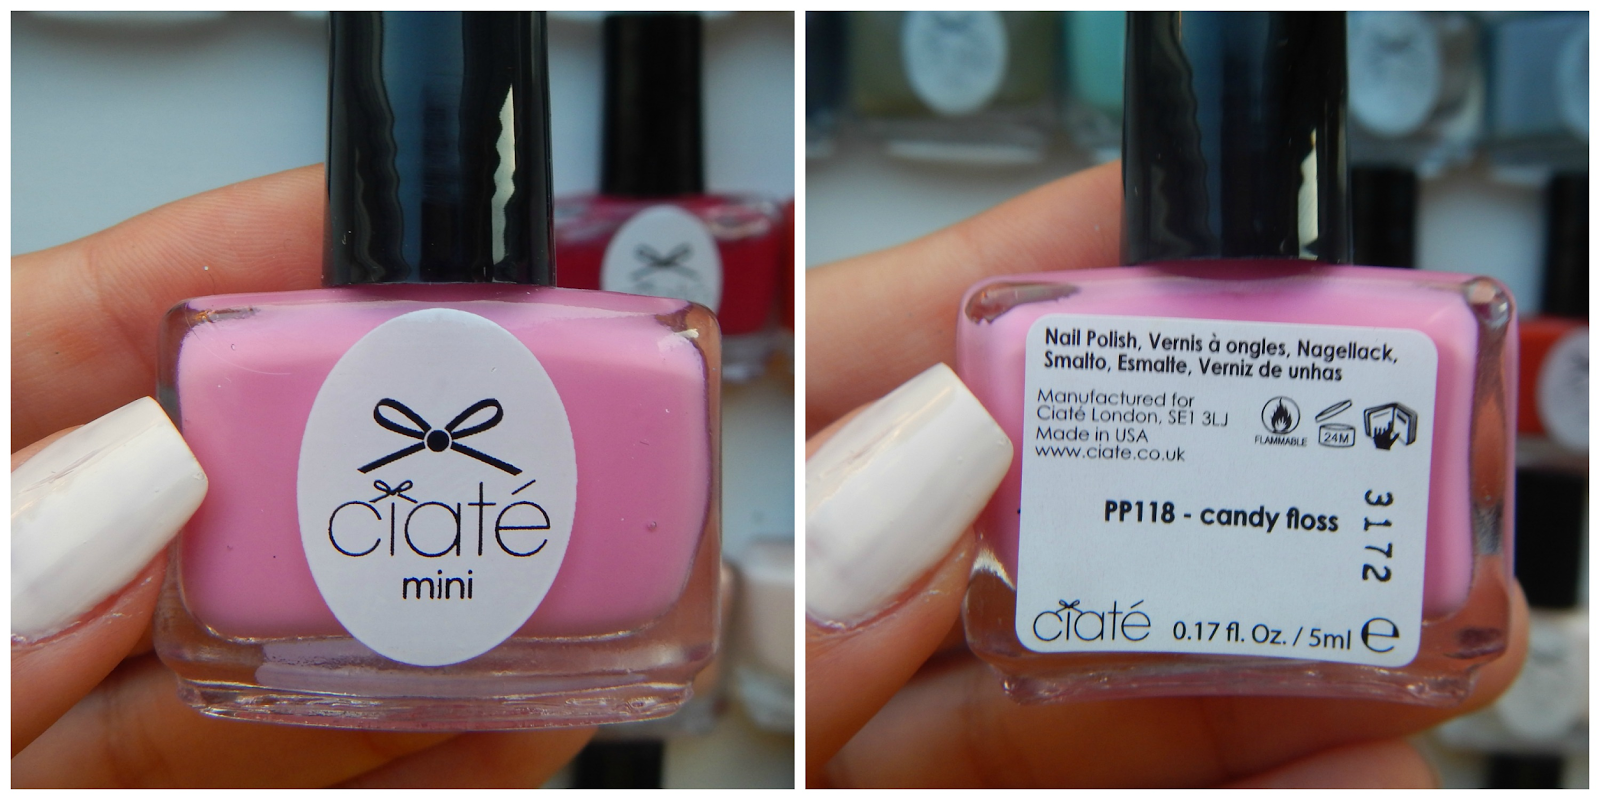 ciaté
mini
Nail Polish, Vernis à ongles, Nagellack,
Smalto, Esmalte, Verniz de unhas
Manufactured for
Ciaté London, SE1 3LJ
Made in USA
www.ciate.co.uk
FLAMMABLE
24M
PP118 - candy floss
3172
ciaté 0.17 fl. Oz. / 5ml e